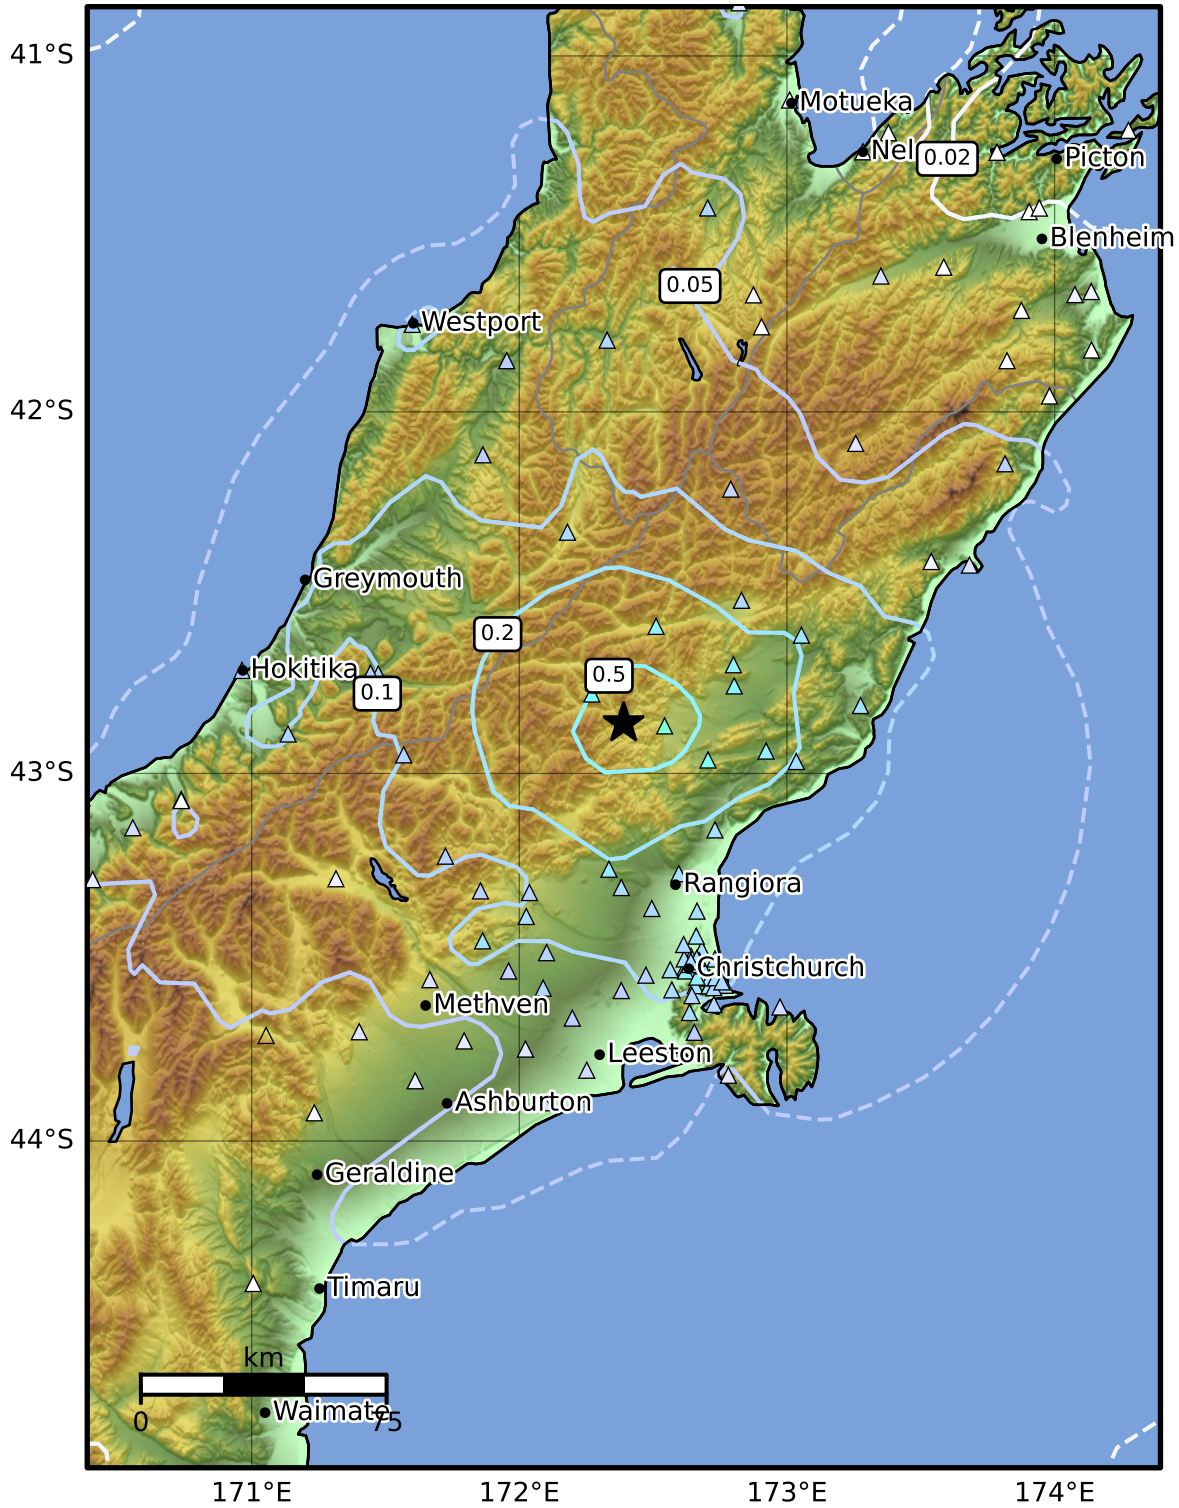 41°S
Motueka
Nel
0.02
Picton
Blenheim
0.05
Westport
42°S
Greymouth
0.2
Hokitika
0.5
0.1
43°S
Rangiora
Christchurch
Methven
Leeston
Ashburton
44°S
Geraldine
Timaru
km
0
75
Waimate
171°E
172°E
173°E
174°E